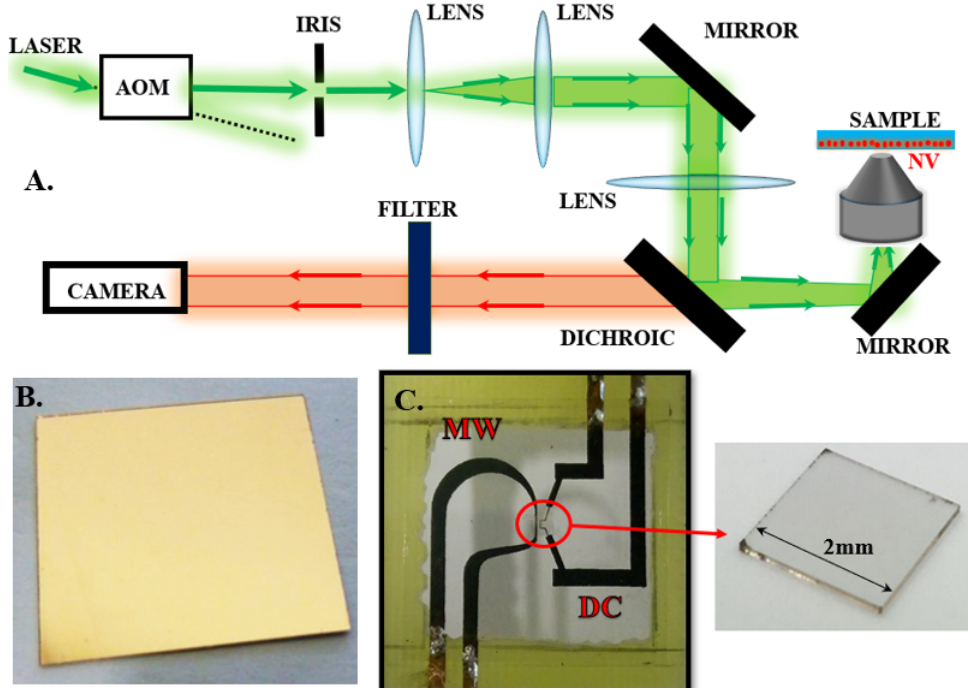 LASER
AOM
IRIS
LENS
LENS
MIRROR
SAMPLE
NV
A.
LENS
FILTER
CAMERA
DICHROIC
MIRROR
B.
C.
MW
DC
2mm